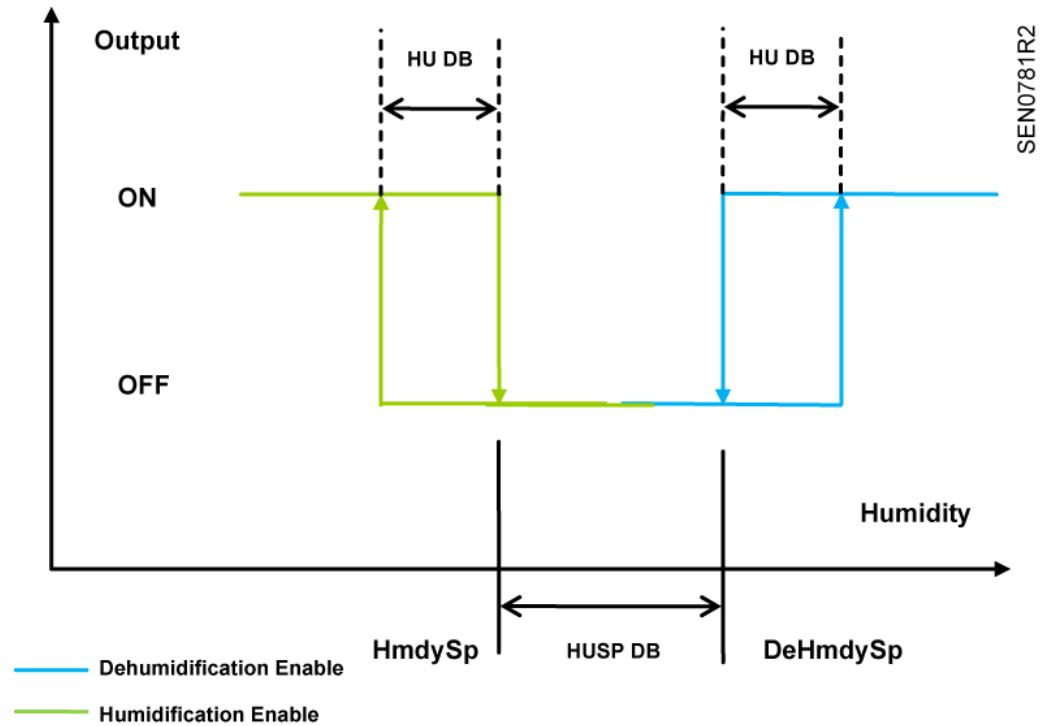 Output
HU DB
HU DB
SEN0781R2
ON
OFF
Humidity
HmdySp
HUSP DB
DeHmdySp
Dehumidification Enable
Humidification Enable